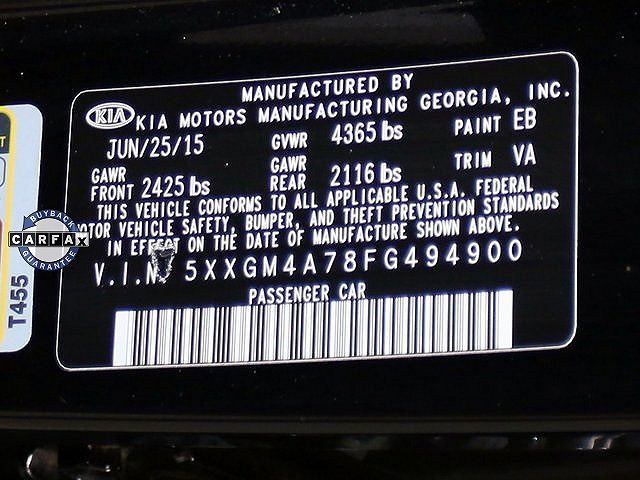 MANUFACTURED BY
KIA KIA MOTORS MANUFACTURING GEORGIA, INC.
JUN/25/15 GVWR 4365 lbs PAINT EB
GAWR FRONT 2425 lbs GAWR REAR 2116 lbs TRIM VA
THIS VEHICLE CONFORMS TO ALL APPLICABLE U.S.A. FEDERAL
MOTOR VEHICLE SAFETY, BUMPER, AND THEFT PREVENTION STANDARDS
IN EFFECT ON THE DATE OF MANUFACTURE SHOWN ABOVE.
V.I.N 5XXGM4A78FG494900
PASSENGER CAR
BUYBACK
CARFAX
GUARANTEE
T455